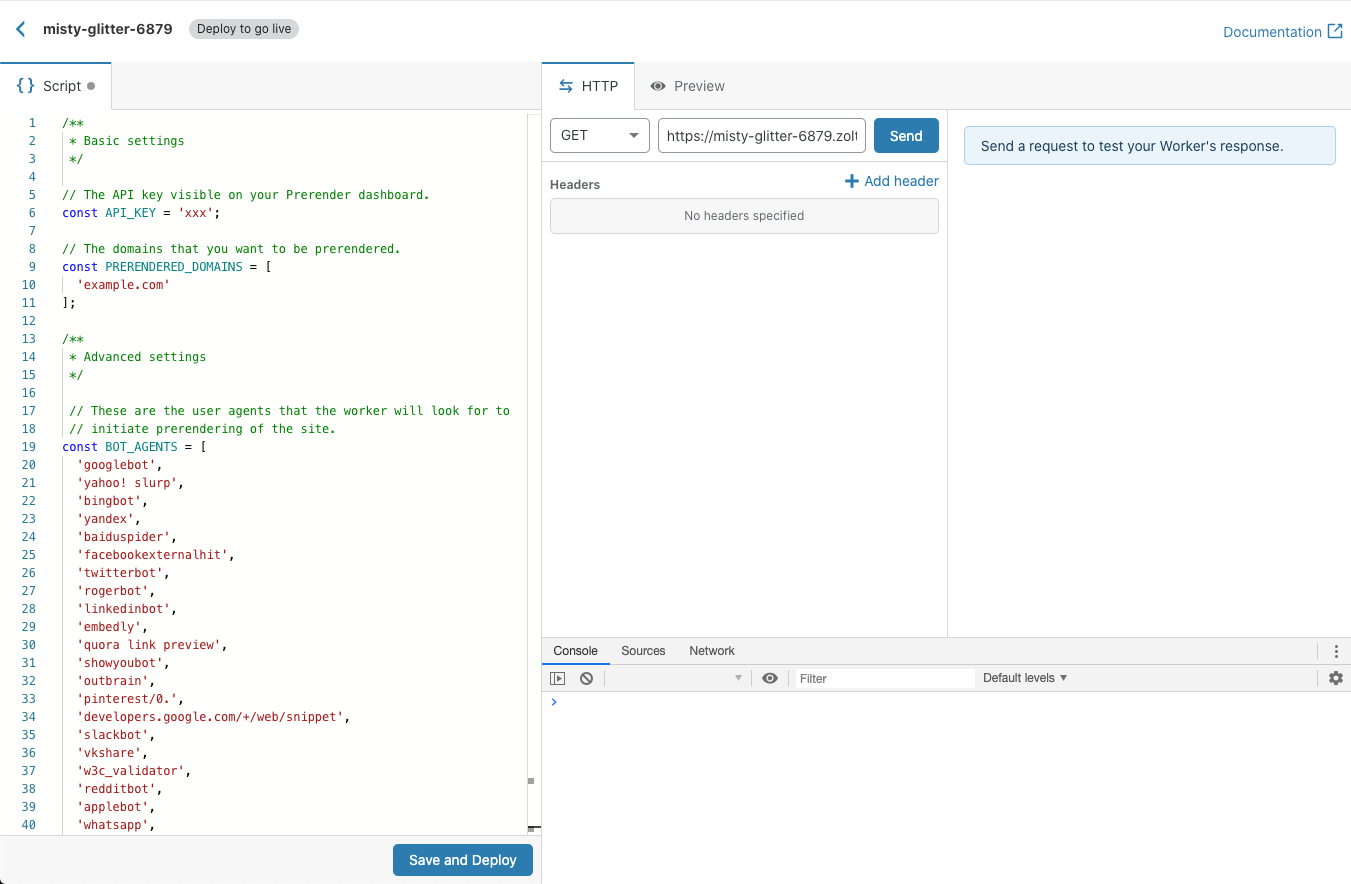 misty-glitter-6879 Deploy to go live
Documentation
{} Script
1 /**
2 * Basic settings
3 */
4
5 // The API key visible on your Prerender dashboard.
6 const API_KEY = 'xxx';
7
8 // The domains that you want to be prerendered.
9 const PRERENDERED_DOMAINS = [
10 'example.com'
11 ];
12
13 /**
14 * Advanced settings
15 */
16
17 // These are the user agents that the worker will look for to
18 // initiate prerendering of the site.
19 const BOT_AGENTS = [
20 'googlebot',
21 'yahoo! slurp',
22 'bingbot',
23 'yandex',
24 'baiduspider',
25 'facebookexternalhit',
26 'twitterbot',
27 'rogerbot',
28 'linkedinbot',
29 'embedly',
30 'quora link preview',
31 'showyoubot',
32 'outbrain',
33 'pinterest/0.',
34 'developers.google.com/+/web/snippet',
35 'slackbot',
36 'vkshare',
37 'w3c_validator',
38 'redditbot',
39 'applebot',
40 'whatsapp',
Save and Deploy
HTTP Preview
GET https://misty-glitter-6879.zolt Send
Headers + Add header
No headers specified
Send a request to test your Worker's response.
Console Sources Network
Filter Default levels ▼